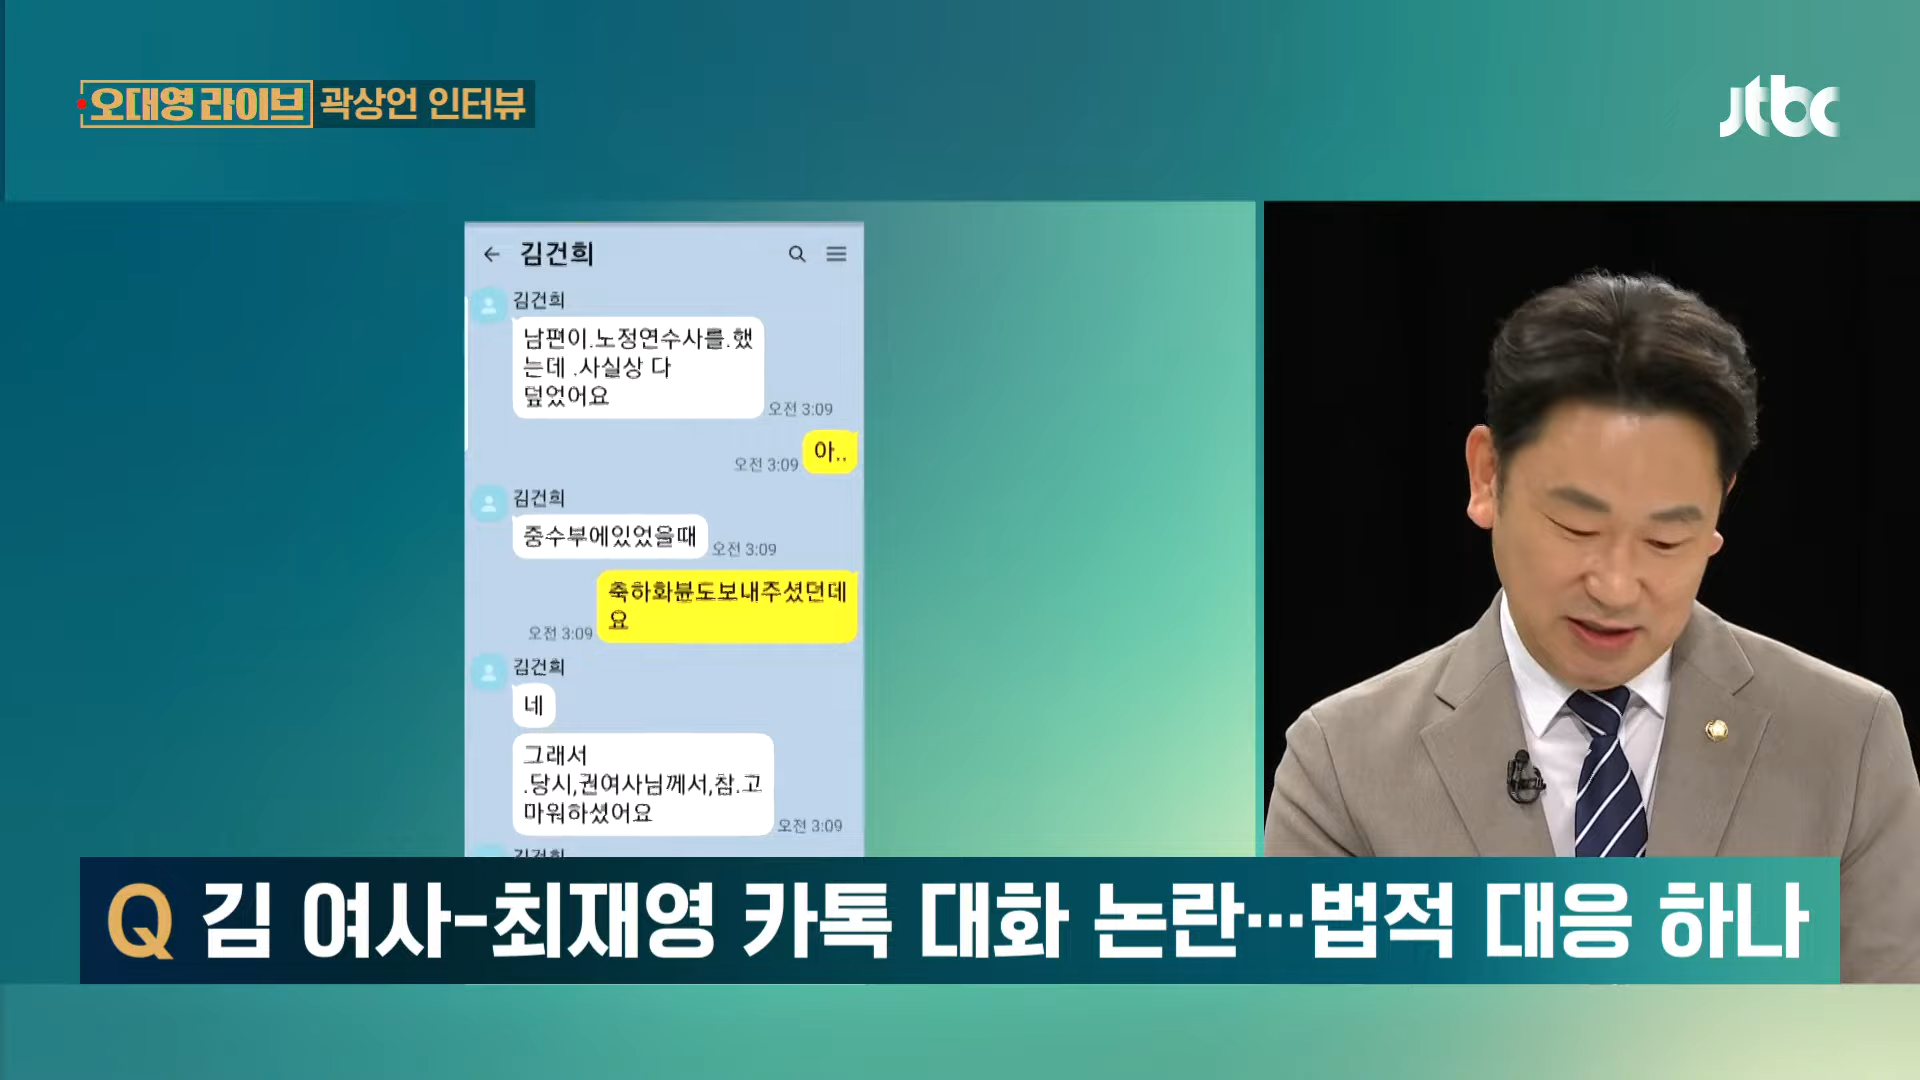 오대영 라이브 곽상언 인터뷰
jtbc
김건희
김건희
남편이.노정연수사를.했
는데 .사실상 다
덮었어요
오전 3:09
아..
오전 3:09
김건희
중수부에있었을때
오전 3:09
축하화뷴도보내주셨던데
요
오전 3:09
김건희
네
그래서
.당시,권여사님께서,참.고
마워하셨어요
오전 3:09
김건희
Q 김 여사-최재영 카톡 대화 논란…법적 대응 하나